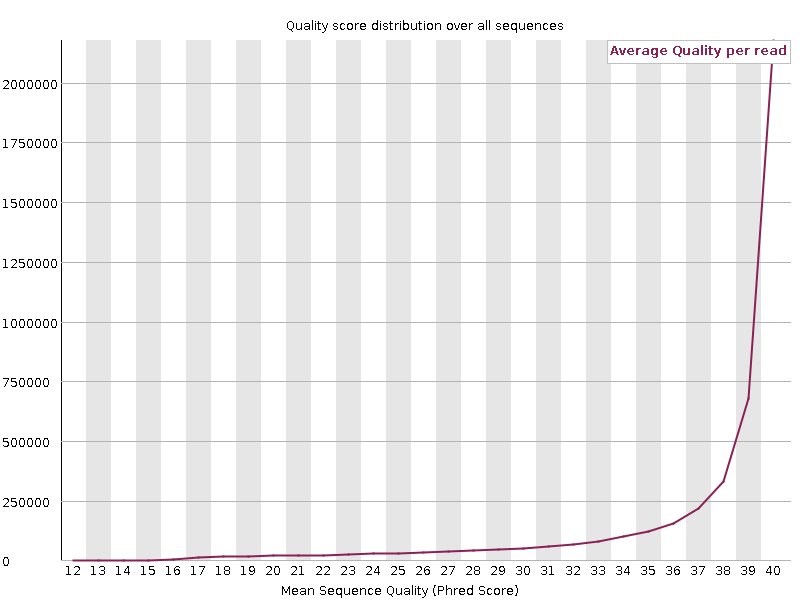 Quality score distribution over all sequences
Average Quality per read
2000000
1750000
1500000
1250000
1000000
750000
500000
250000
0
12 13 14 15 16 17 18 19 20 21 22 23 24 25 26 27 28 29 30 31 32 33 34 35 36 37 38 39 40
Mean Sequence Quality (Phred Score)